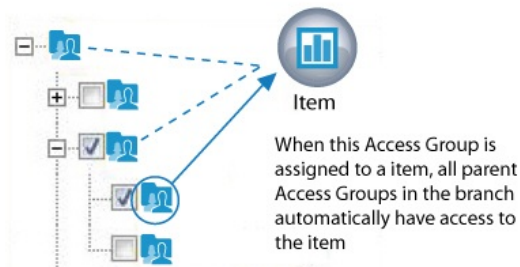 Item
When this Access Group is
assigned to a item, all parent
Access Groups in the branch
automatically have access to
the item